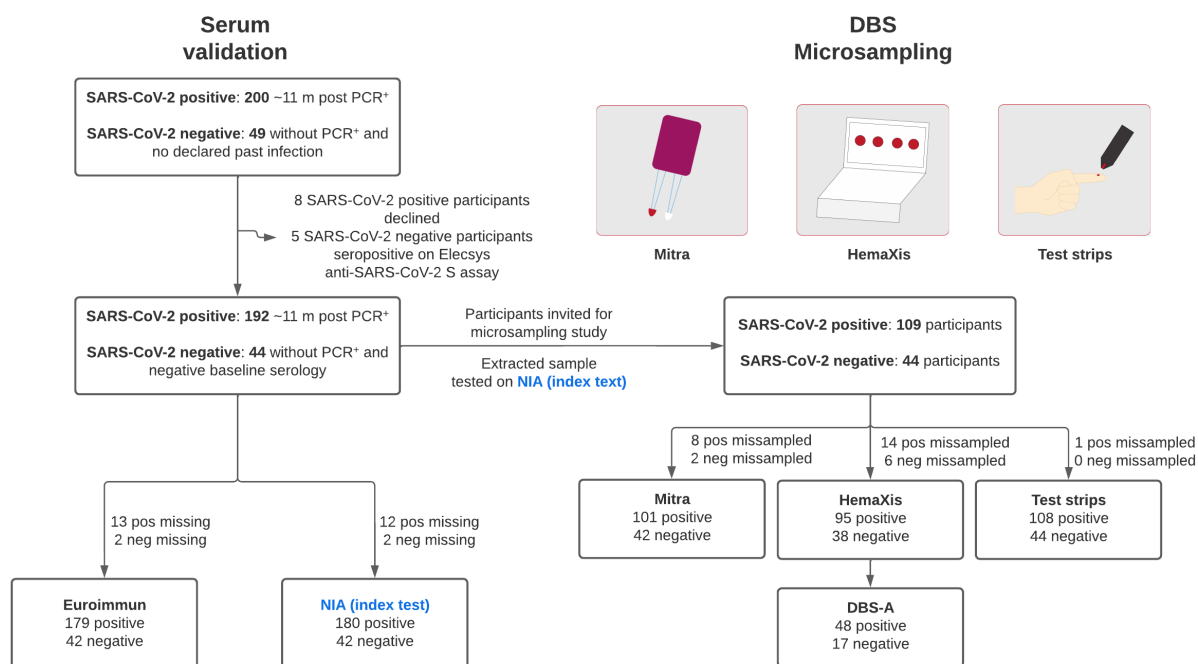 Serum
validation
SARS-CoV-2 positive: 200 ~11 m post PCR⁺
SARS-CoV-2 negative: 49 without PCR⁺ and
no declared past infection
8 SARS-CoV-2 positive participants
declined
5 SARS-CoV-2 negative participants
seropositive on Elecsys
anti-SARS-CoV-2 S assay
SARS-CoV-2 positive: 192 ~11 m post PCR⁺
SARS-CoV-2 negative: 44 without PCR⁺ and
negative baseline serology
13 pos missing
2 neg missing
12 pos missing
2 neg missing
Euroimmun
179 positive
42 negative
NIA (index test)
180 positive
42 negative
Participants invited for
microsampling study
Extracted sample
tested on NIA (index text)
DBS
Microsampling
Mitra
HemaXis
Test strips
SARS-CoV-2 positive: 109 participants
SARS-CoV-2 negative: 44 participants
8 pos missampled
2 neg missampled
14 pos missampled
6 neg missampled
1 pos missampled
0 neg missampled
Mitra
101 positive
42 negative
HemaXis
95 positive
38 negative
Test strips
108 positive
44 negative
DBS-A
48 positive
17 negative